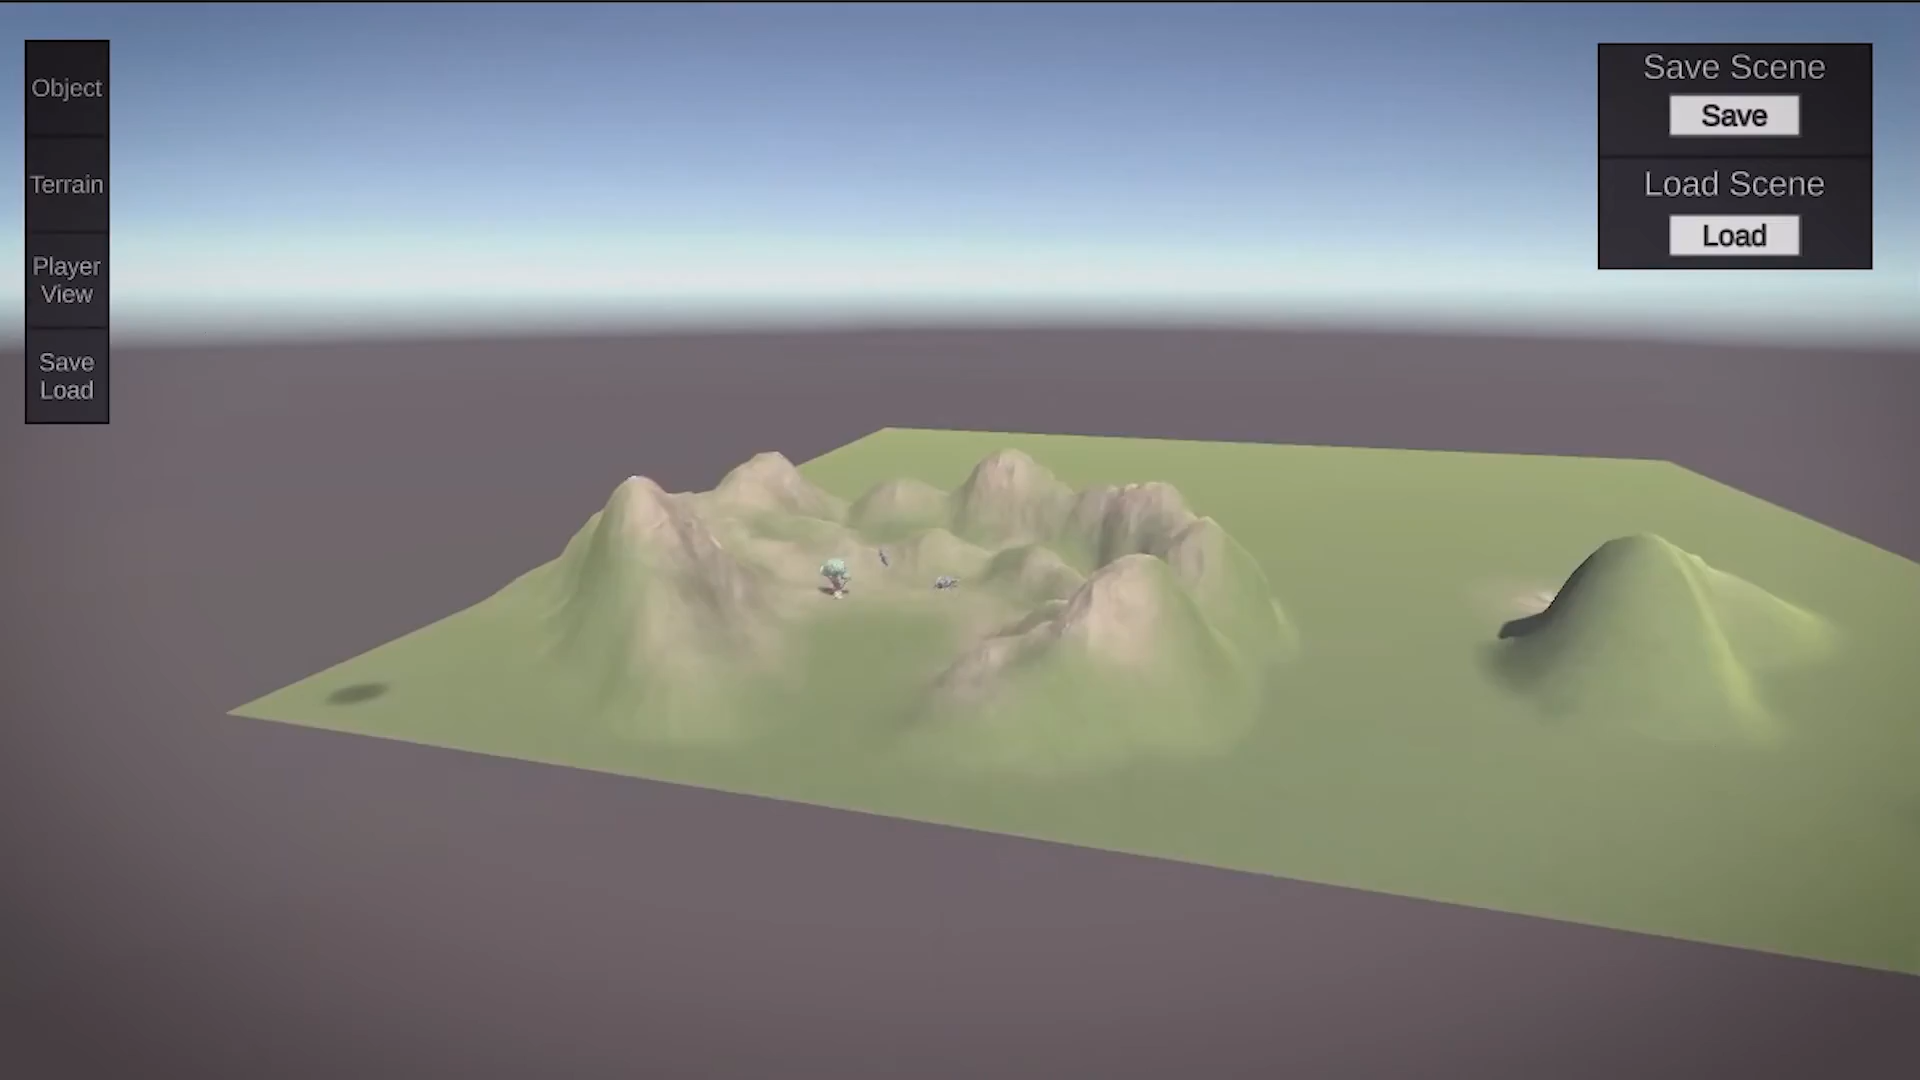 Object
Terrain
Player
View
Save
Load
Save Scene
Save
Load Scene
Load